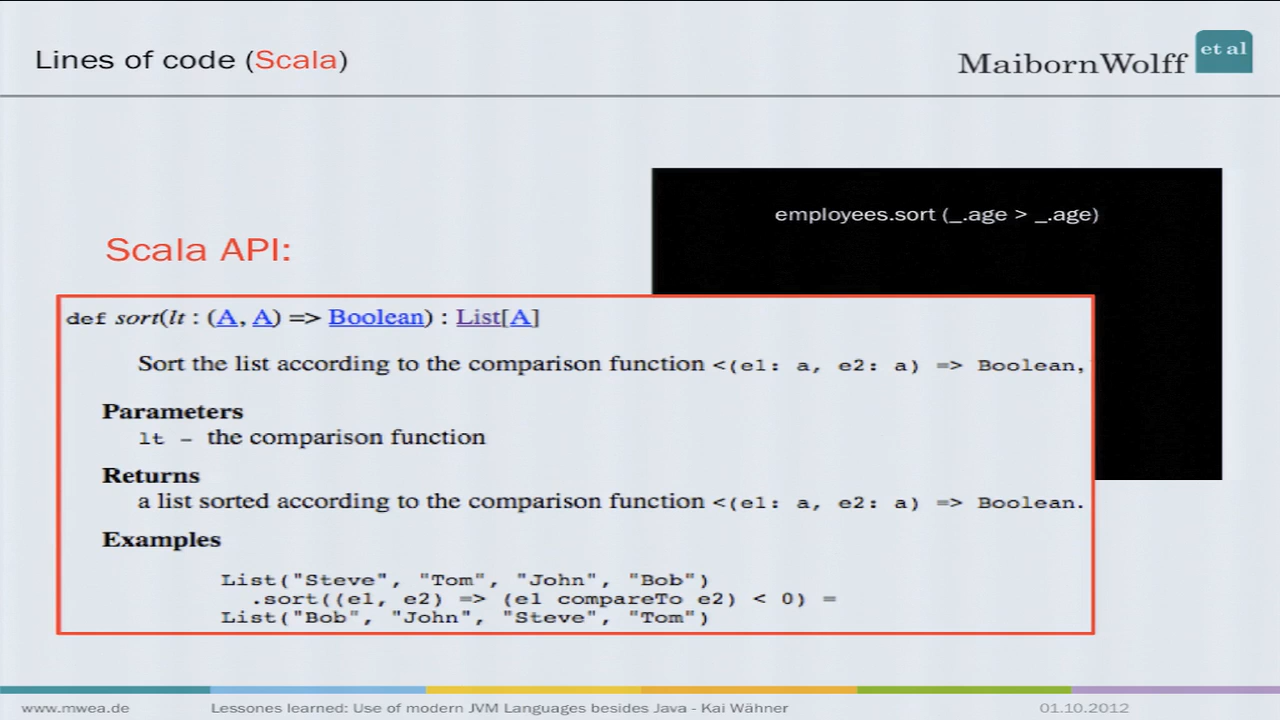 Lines of code (Scala)
MaibornWolff et al
employees.sort (_.age > _.age)
Scala API:
def sort(lt : (A, A) => Boolean) : List[A]
Sort the list according to the comparison function <(e1: a, e2: a) => Boolean,
Parameters
lt – the comparison function
Returns
a list sorted according to the comparison function <(e1: a, e2: a) => Boolean.
Examples
List("Steve", "Tom", "John", "Bob")
.sort((e1, e2) => (e1 compareTo e2) < 0) =
List("Bob", "John", "Steve", "Tom")
www.mwea.de Lessones learned: Use of modern JVM Languages besides Java - Kai Wähner 01.10.2012